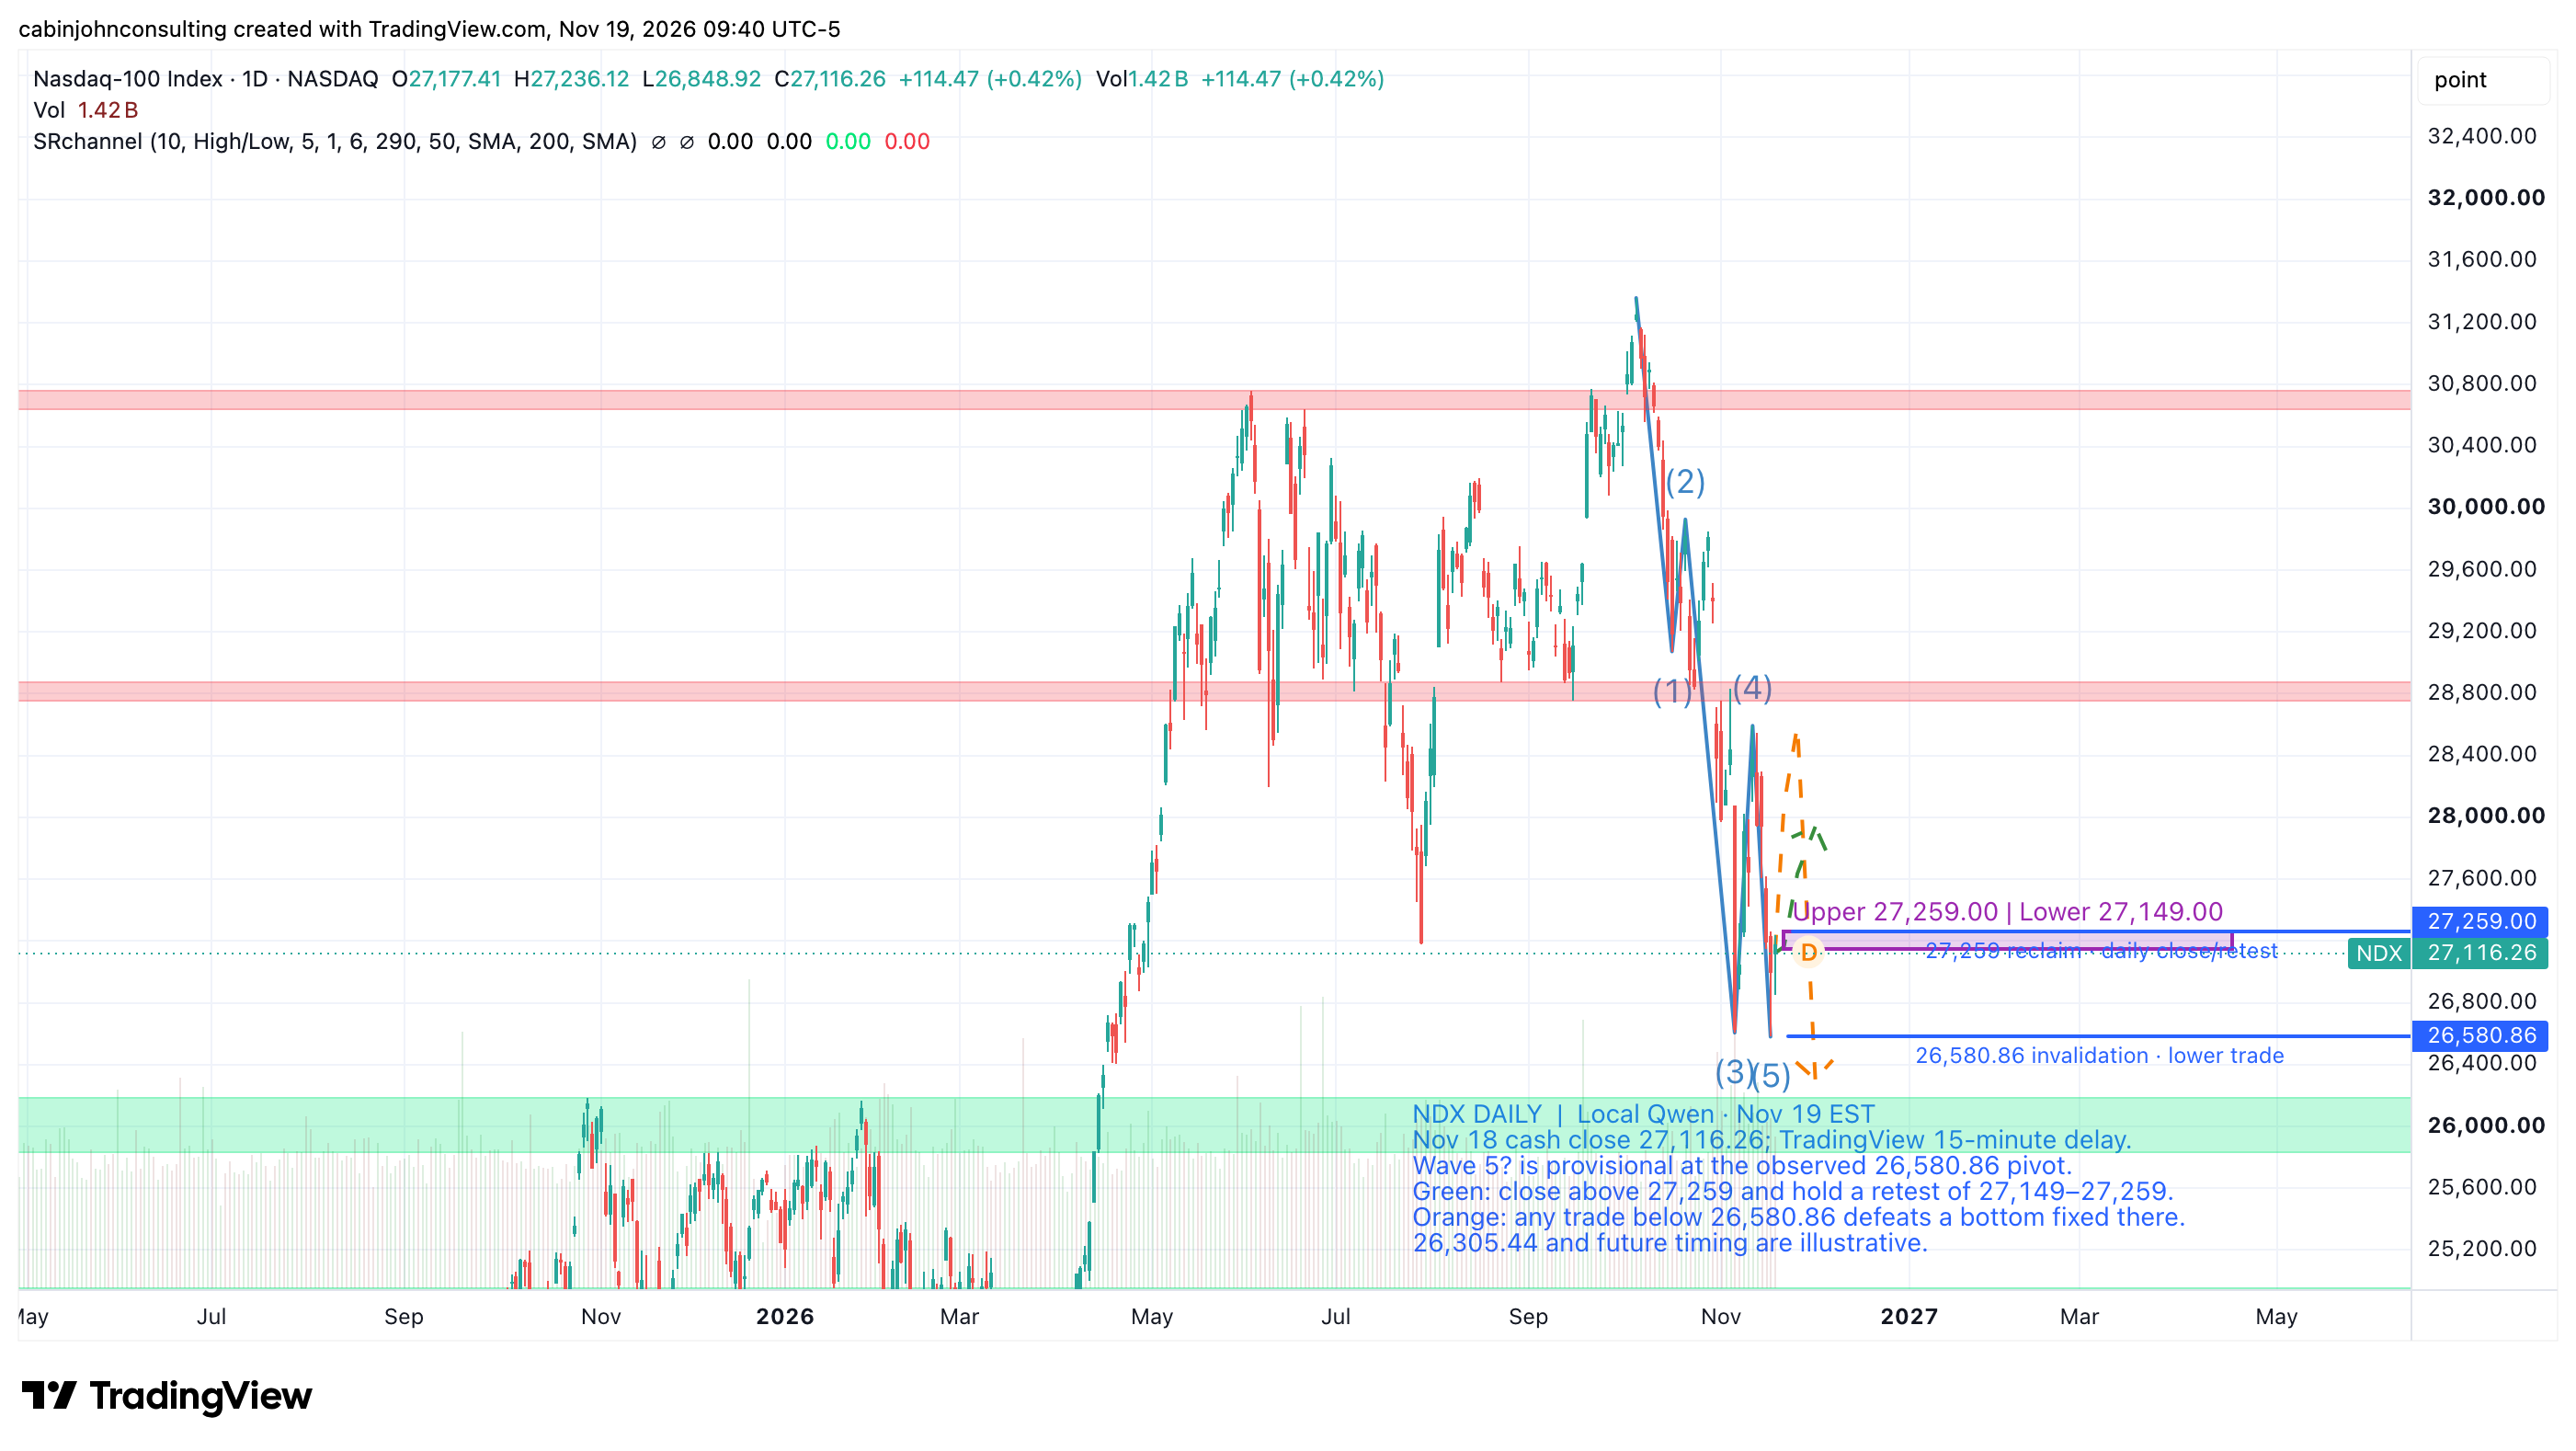 cabinjohnconsulting created with TradingView.com, Nov 19, 2026 09:40 UTC-5
Nasdaq-100 Index · 1D · NASDAQ O27,177.41 H27,236.12 L26,848.92 C27,116.26 +114.47 (+0.42%) Vol1.42 B +114.47 (+0.42%)
Vol 1.42 B
SRchannel (10, High/Low, 5, 1, 6, 290, 50, SMA, 200, SMA) ∅ ∅ 0.00 0.00 0.00 0.00
point
32,400.00
32,000.00
31,600.00
31,200.00
30,800.00
30,400.00
(2)
30,000.00
29,600.00
29,200.00
(1) (4)
28,800.00
28,400.00
28,000.00
27,600.00
Upper 27,259.00 | Lower 27,149.00
27,259.00
D
27,259 reclaim · daily close/retest
NDX 27,116.26
26,800.00
26,580.86
26,580.86 invalidation · lower trade
26,400.00
(3) (5)
NDX DAILY | Local Qwen · Nov 19 EST
26,000.00
Nov 18 cash close 27,116.26; TradingView 15-minute delay.
Wave 5? is provisional at the observed 26,580.86 pivot.
Green: close above 27,259 and hold a retest of 27,149–27,259.
25,600.00
Orange: any trade below 26,580.86 defeats a bottom fixed there.
26,305.44 and future timing are illustrative.
25,200.00
May Jul Sep Nov 2026 Mar May Jul Sep Nov 2027 Mar May
TradingView